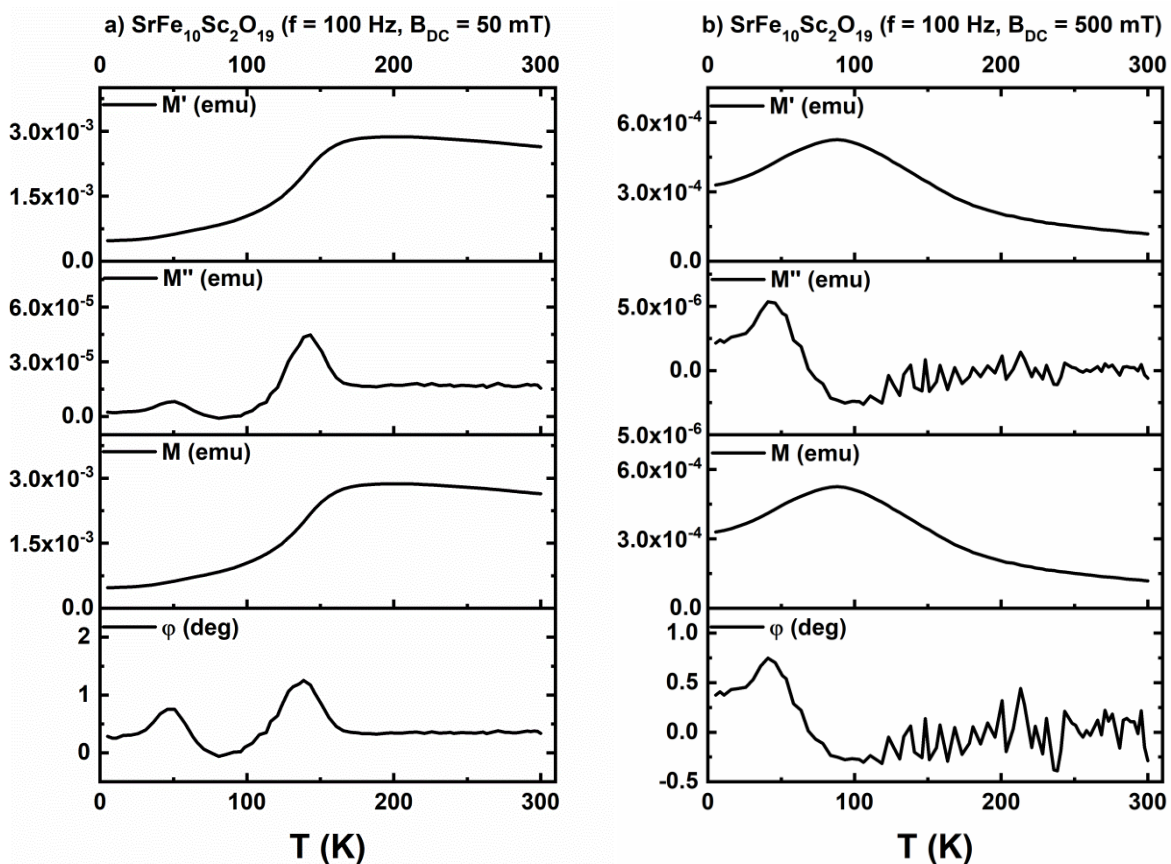 a) SrFe10Sc2O19 (f = 100 Hz, BDC = 50 mT)
0 100 200 300
M' (emu)
3.0x10-3
1.5x10-3
0.0
M'' (emu)
6.0x10-5
3.0x10-5
0.0
M (emu)
3.0x10-3
1.5x10-3
0.0
φ (deg)
2
1
0
0 100 200 300
T (K)
b) SrFe10Sc2O19 (f = 100 Hz, BDC = 500 mT)
0 100 200 300
M' (emu)
6.0x10-4
3.0x10-4
0.0
M'' (emu)
5.0x10-6
0.0
5.0x10-6
M (emu)
6.0x10-4
3.0x10-4
0.0
φ (deg)
1.0
0.5
0.0
-0.5
0 100 200 300
T (K)